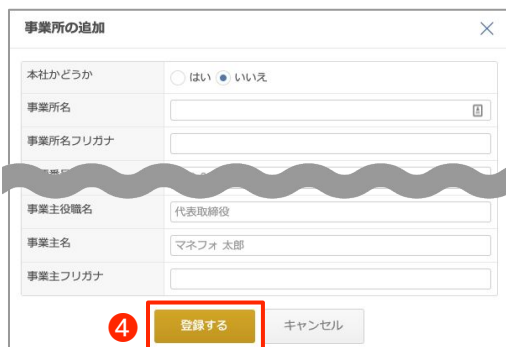 事業所の追加
本社かどうか
はい いいえ
事業所名
事業所名フリガナ
事業主役職名
代表取締役
事業主名
マネフォ 太郎
事業主フリガナ
4 登録する キャンセル